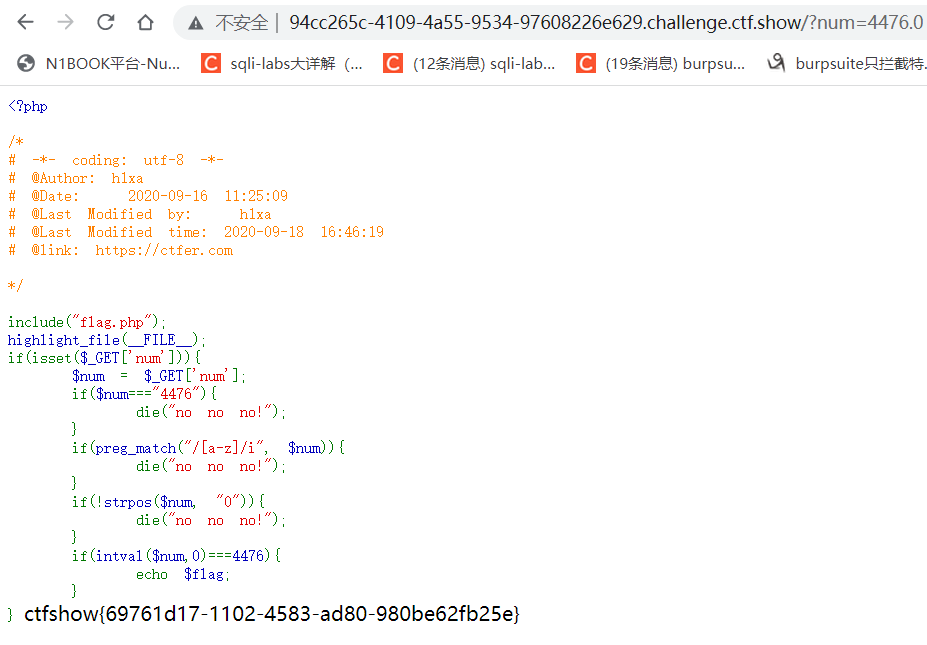 不安全 | 94cc265c-4109-4a55-9534-97608226e629.challenge.ctf.show/?num=4476.0
N1BOOK平台-Nu... sqli-labs大详解（... (12条消息) sqli-lab... (19条消息) burpsu... burpsuite只拦截特.
<?php
/*
# -*- coding: utf-8 -*-
# @Author: h1xa
# @Date:   2020-09-16 11:25:09
# @Last Modified by:   h1xa
# @Last Modified time: 2020-09-18 16:46:19
# @link: https://ctfer.com
*/
include("flag.php");
highlight_file(__FILE__);
if(isset($_GET['num'])){
    $num = $_GET['num'];
    if($num==="4476"){
        die("no no no!");
    }
    if(preg_match("/[a-z]/i", $num)){
        die("no no no!");
    }
    if(!strpos($num, "0")){
        die("no no no!");
    }
    if(intval($num,0)===4476){
        echo $flag;
    }
} ctfshow{69761d17-1102-4583-ad80-980be62fb25e}